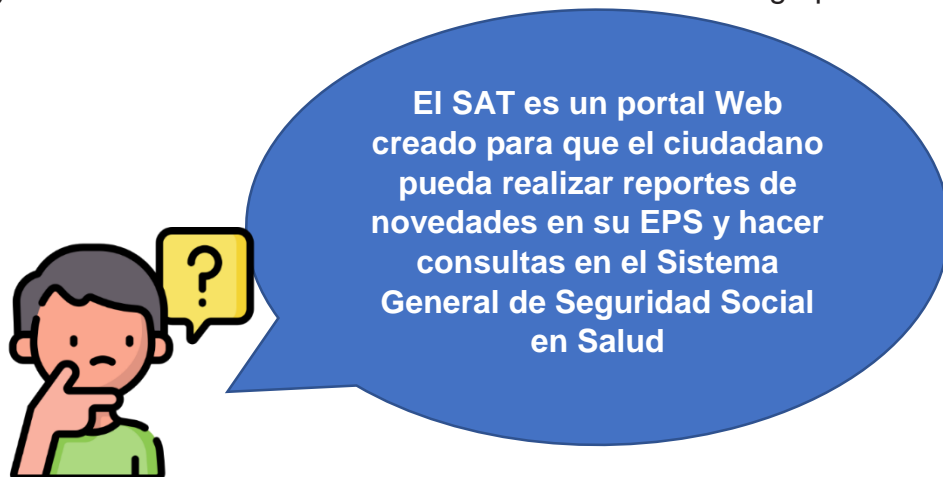 El SAT es un portal Web
creado para que el ciudadano
pueda realizar reportes de
novedades en su EPS y hacer
consultas en el Sistema
General de Seguridad Social
en Salud
?